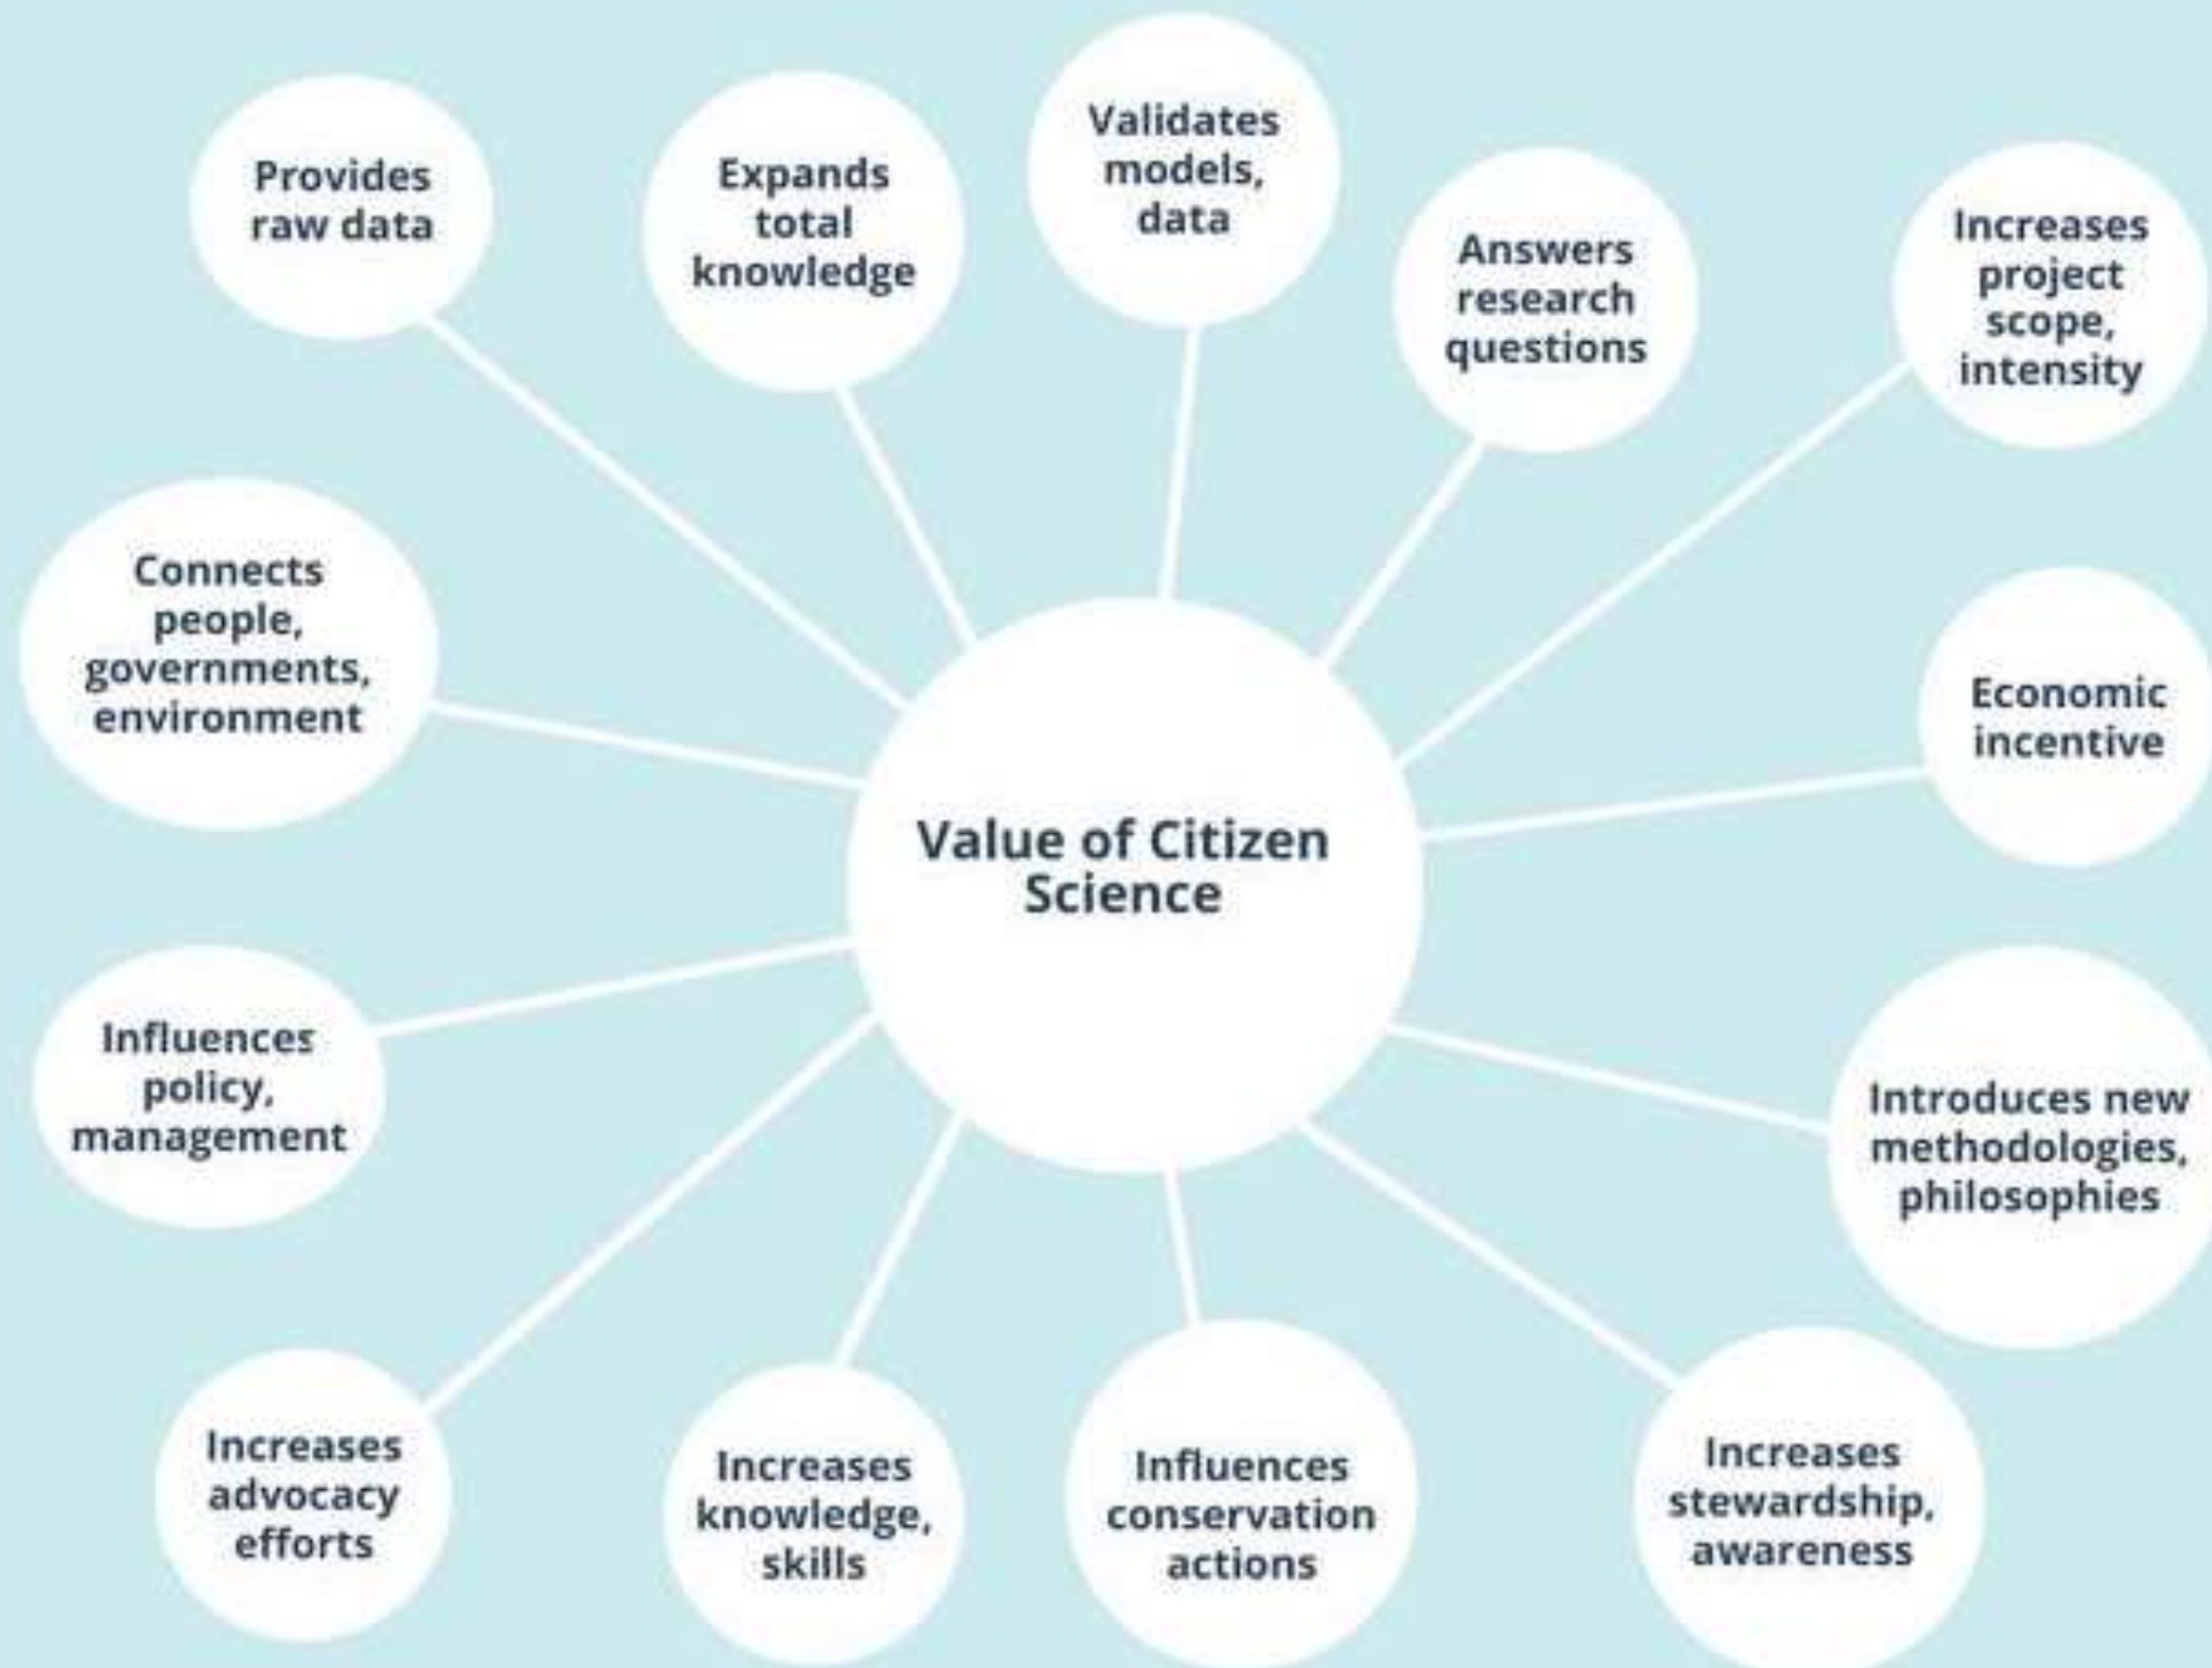 Provides
raw data
Expands
total
knowledge
Validates
models,
data
Answers
research
questions
Increases
project
scope,
intensity
Connects
people,
governments,
environment
Economic
incentive
Value of Citizen
Science
Influences
policy,
management
Introduces new
methodologies,
philosophies
Increases
advocacy
efforts
Increases
knowledge,
skills
Influences
conservation
actions
Increases
stewardship,
awareness